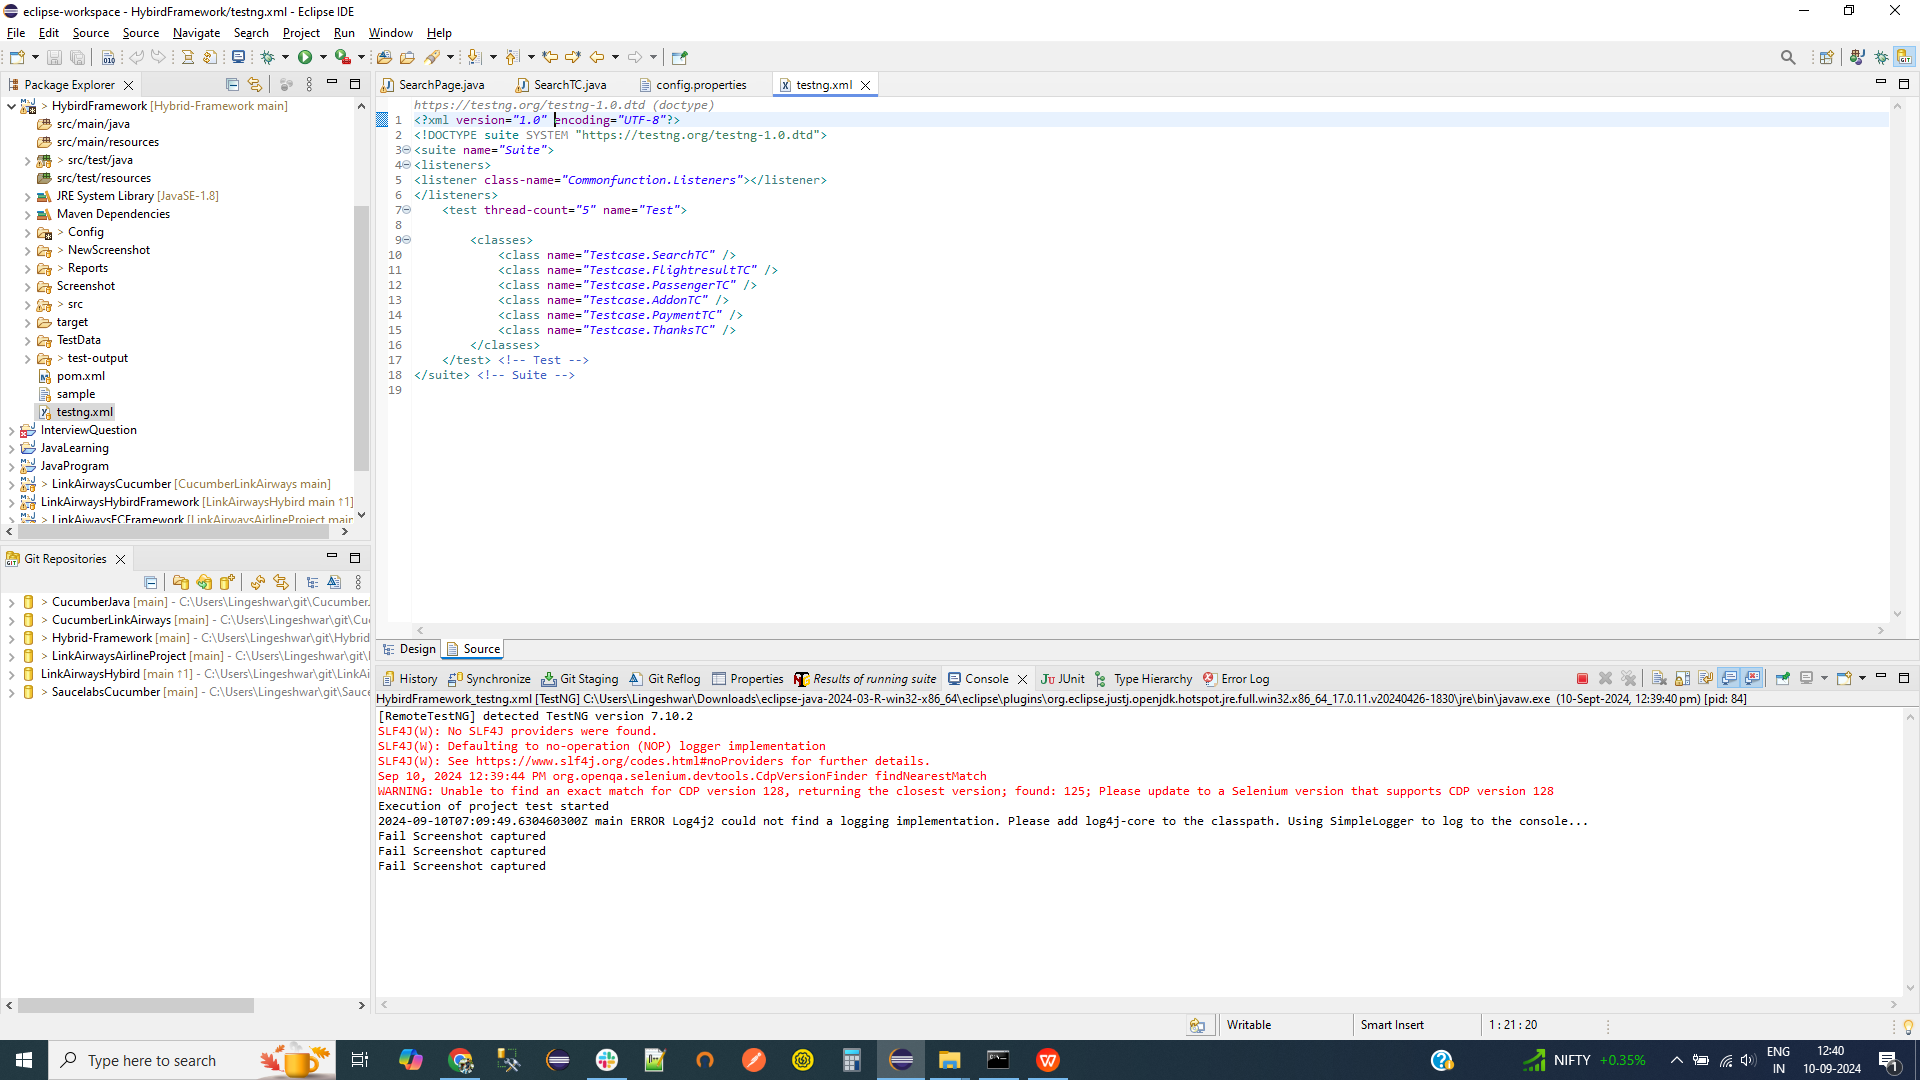 eclipse-workspace - HybirdFramework/testng.xml - Eclipse IDE
File Edit Source Source Navigate Search Project Run Window Help
Package Explorer
HybirdFramework [Hybrid-Framework main]
src/main/java
src/main/resources
> src/test/java
src/test/resources
JRE System Library [JavaSE-1.8]
Maven Dependencies
> Config
> NewScreenshot
> Reports
Screenshot
> src
target
TestData
> test-output
pom.xml
sample
testng.xml
InterviewQuestion
JavaLearning
JavaProgram
> LinkAirwaysCucumber [CucumberLinkAirways main]
LinkAirwaysHybirdFramework [LinkAirwaysHybird main ↑1]
> LinkAiwaysECFramework [LinkAirwaysAirlineProject main
Git Repositories
> CucumberJava [main] - C:\Users\Lingeshwar\git\Cucumber.
> CucumberLinkAirways [main] - C:\Users\Lingeshwar\git\Cu
> Hybrid-Framework [main] - C:\Users\Lingeshwar\git\Hybrid
> LinkAirwaysAirlineProject [main] - C:\Users\Lingeshwar\git\
LinkAirwaysHybird [main ↑1] - C:\Users\Lingeshwar\git\LinkAi
> SaucelabsCucumber [main] - C:\Users\Lingeshwar\git\Sauce
SearchPage.java SearchTC.java config.properties testng.xml
https://testng.org/testng-1.0.dtd (doctype)
1 <?xml version="1.0" encoding="UTF-8"?>
2 <!DOCTYPE suite SYSTEM "https://testng.org/testng-1.0.dtd">
3 <suite name="Suite">
4 <listeners>
5 <listener class-name="Commonfunction.Listeners"></listener>
6 </listeners>
7 <test thread-count="5" name="Test">
8
9 <classes>
10 <class name="Testcase.SearchTC" />
11 <class name="Testcase.FlightresultTC" />
12 <class name="Testcase.PassengerTC" />
13 <class name="Testcase.AddonTC" />
14 <class name="Testcase.PaymentTC" />
15 <class name="Testcase.ThanksTC" />
16 </classes>
17 </test> <!-- Test -->
18 </suite> <!-- Suite -->
19
Design Source
History Synchronize Git Staging Git Reflog Properties Results of running suite Console JUnit Type Hierarchy Error Log
HybirdFramework_testng.xml [TestNG] C:\Users\Lingeshwar\Downloads\eclipse-java-2024-03-R-win32-x86_64\eclipse\plugins\org.eclipse.justj.openjdk.hotspot.jre.full.win32.x86_64_17.0.11.v20240426-1830\jre\bin\javaw.exe (10-Sept-2024, 12:39:40 pm) [pid: 84]
[RemoteTestNG] detected TestNG version 7.10.2
SLF4J(W): No SLF4J providers were found.
SLF4J(W): Defaulting to no-operation (NOP) logger implementation
SLF4J(W): See https://www.slf4j.org/codes.html#noProviders for further details.
Sep 10, 2024 12:39:44 PM org.openqa.selenium.devtools.CdpVersionFinder findNearestMatch
WARNING: Unable to find an exact match for CDP version 128, returning the closest version; found: 125; Please update to a Selenium version that supports CDP version 128
Execution of project test started
2024-09-10T07:09:49.630460300Z main ERROR Log4j2 could not find a logging implementation. Please add log4j-core to the classpath. Using SimpleLogger to log to the console...
Fail Screenshot captured
Fail Screenshot captured
Fail Screenshot captured
Writable Smart Insert 1 : 21 : 20
Type here to search
NIFTY +0.35%
ENG
IN
12:40
10-09-2024
1